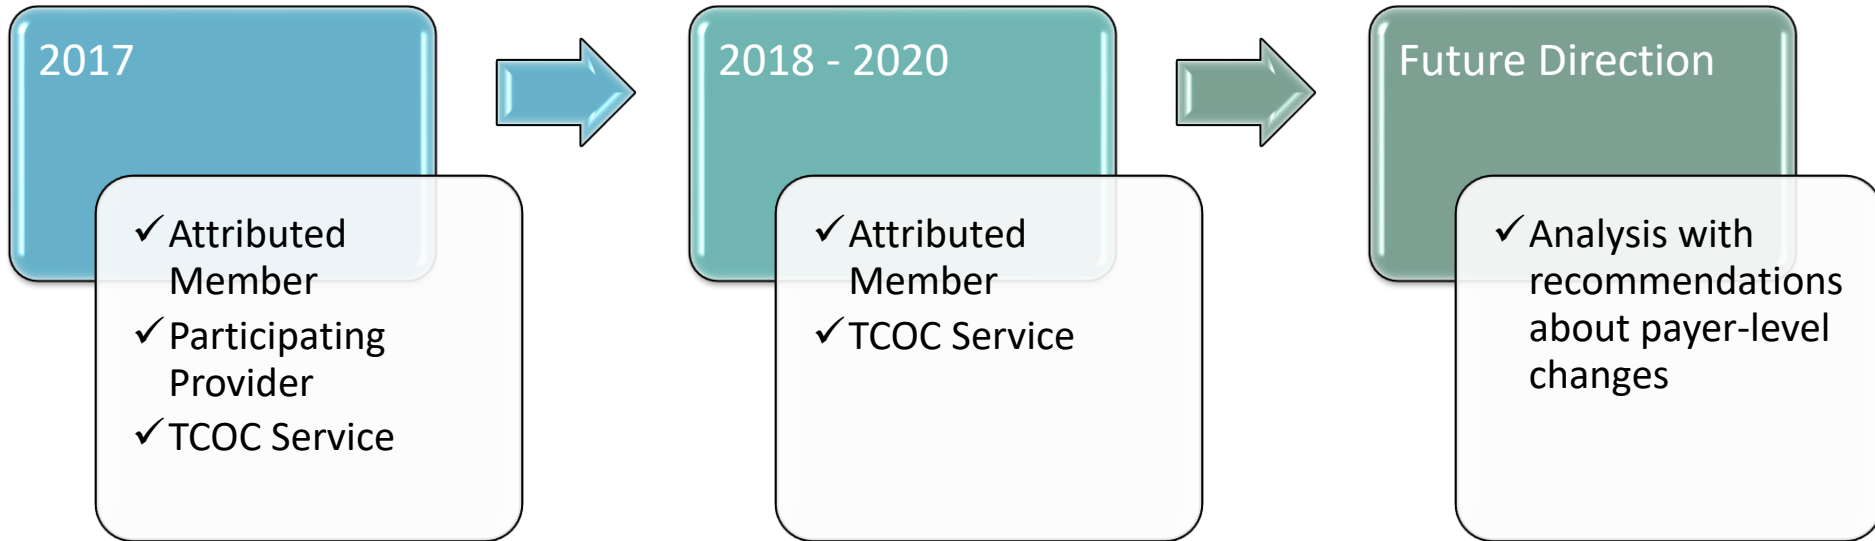 2017
✓Attributed
Member
✓Participating
Provider
✓TCOC Service
2018 - 2020
✓Attributed
Member
✓TCOC Service
Future Direction
✓Analysis with
recommendations
about payer-level
changes